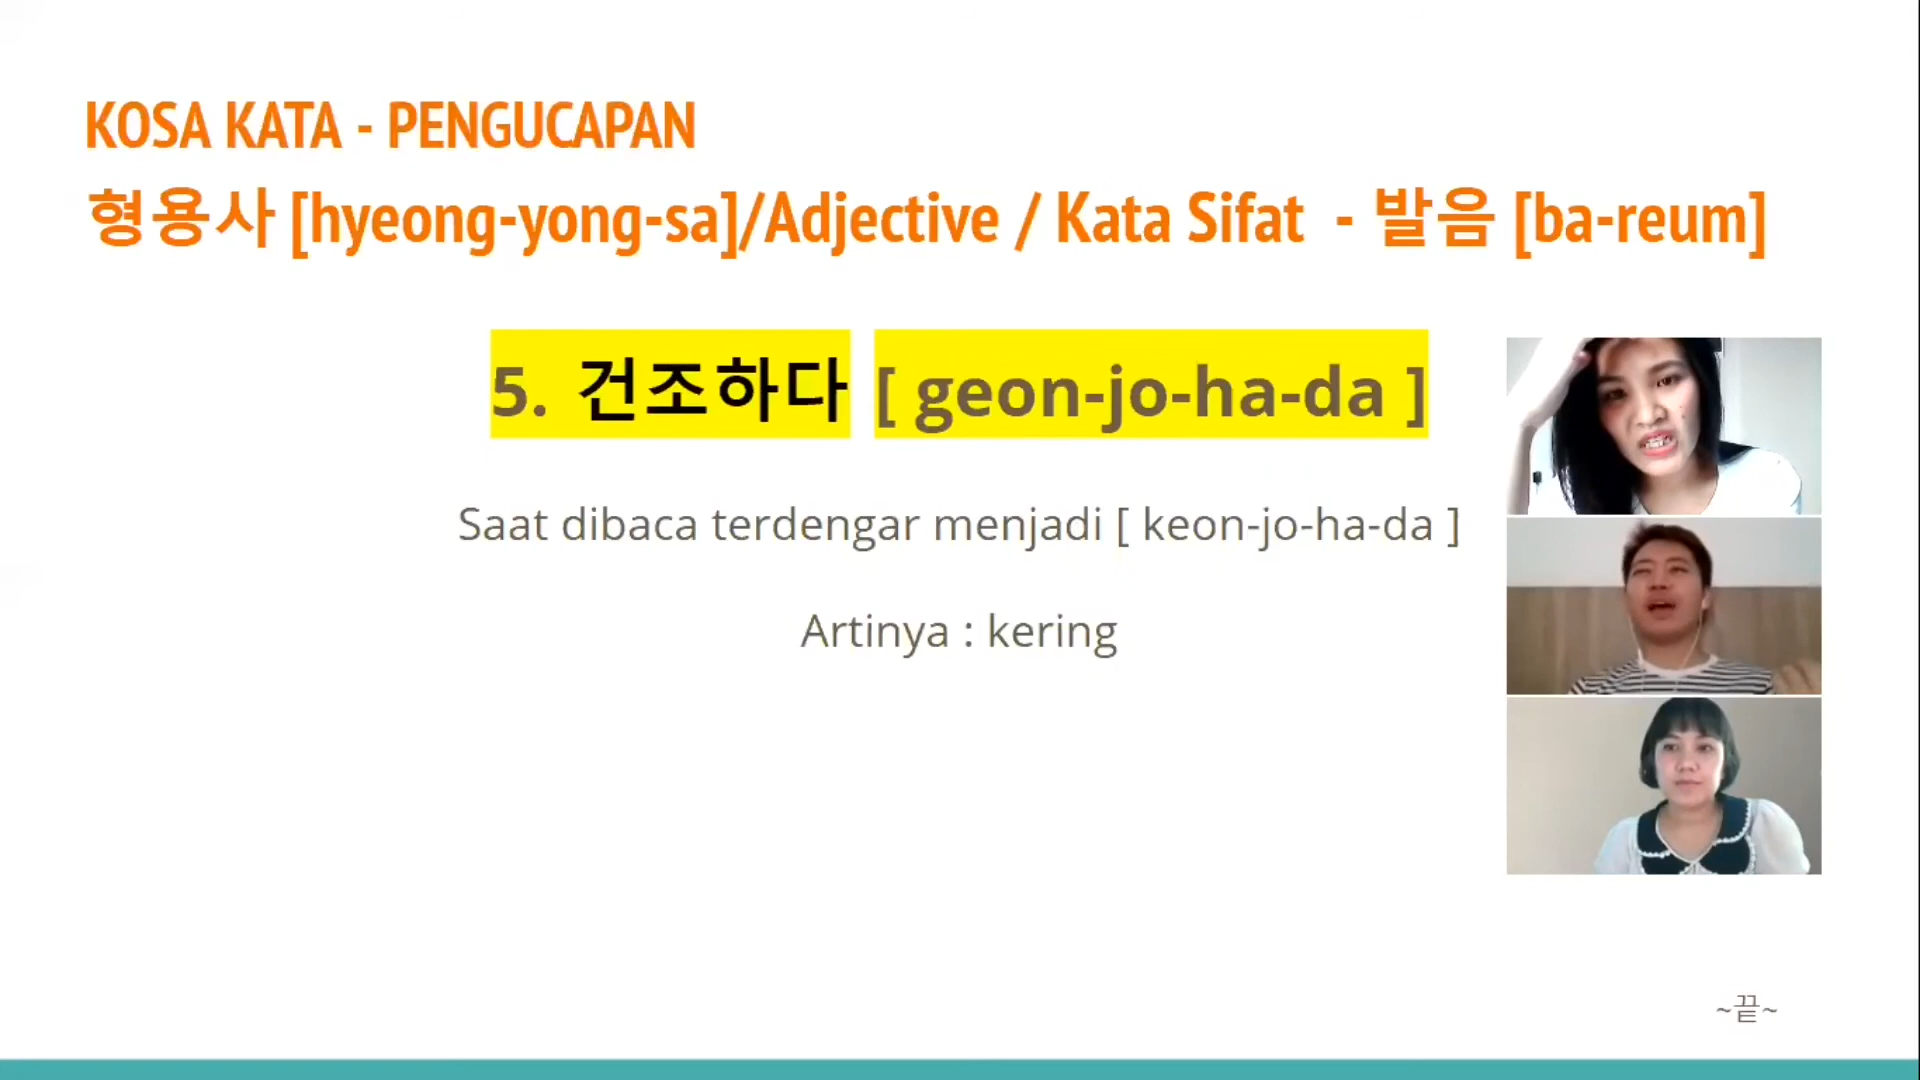 KOSA KATA - PENGUCAPAN
형용사 [hyeong-yong-sa]/Adjective / Kata Sifat - 발음 [ba-reum]
5. 건조하다 [ geon-jo-ha-da ]
Saat dibaca terdengar menjadi [ keon-jo-ha-da ]
Artinya : kering
~끝~